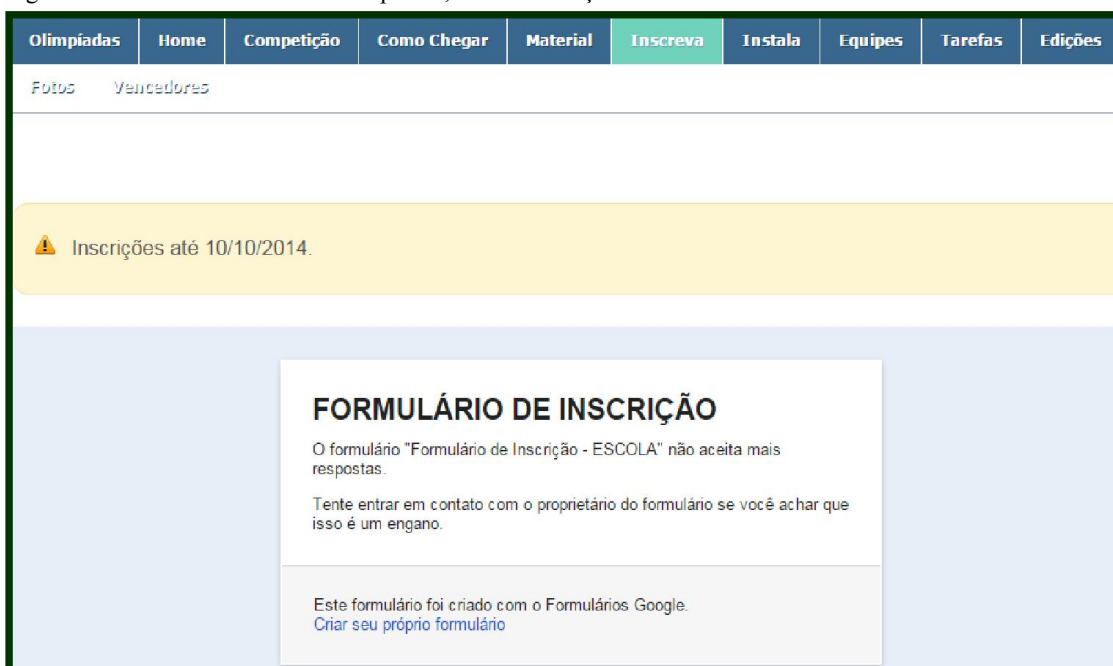 Olimpíadas Home Competição Como Chegar Material Inscreva Instala Equipes Tarefas Edições
Fotos Vencedores
Inscrições até 10/10/2014.
FORMULÁRIO DE INSCRIÇÃO
O formulário "Formulário de Inscrição - ESCOLA" não aceita mais
respostas.
Tente entrar em contato com o proprietário do formulário se você achar que
isso é um engano.
Este formulário foi criado com o Formulários Google.
Criar seu próprio formulário